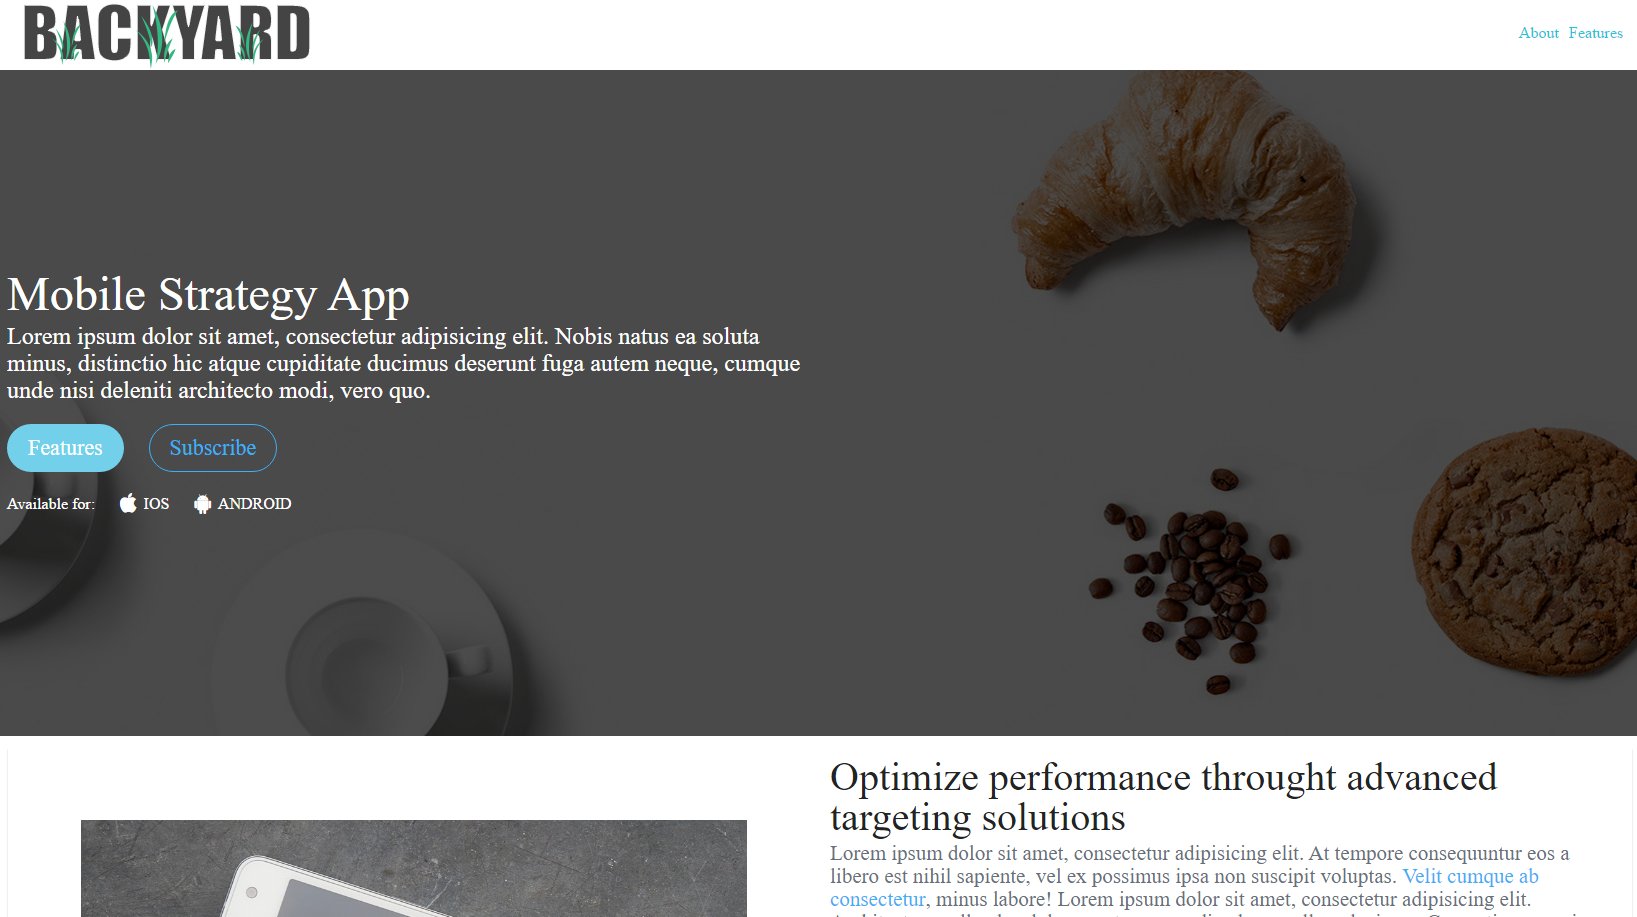 BACKYARD
About Features
Mobile Strategy App
Lorem ipsum dolor sit amet, consectetur adipisicing elit. Nobis natus ea soluta
minus, distinctio hic atque cupiditate ducimus deserunt fuga autem neque, cumque
unde nisi deleniti architecto modi, vero quo.
Features Subscribe
Available for: IOS ANDROID
Optimize performance throught advanced
targeting solutions
Lorem ipsum dolor sit amet, consectetur adipisicing elit. At tempore consequuntur eos a
libero est nihil sapiente, vel ex possimus ipsa non suscipit voluptas. Velit cumque ab
consectetur, minus labore! Lorem ipsum dolor sit amet, consectetur adipisicing elit.